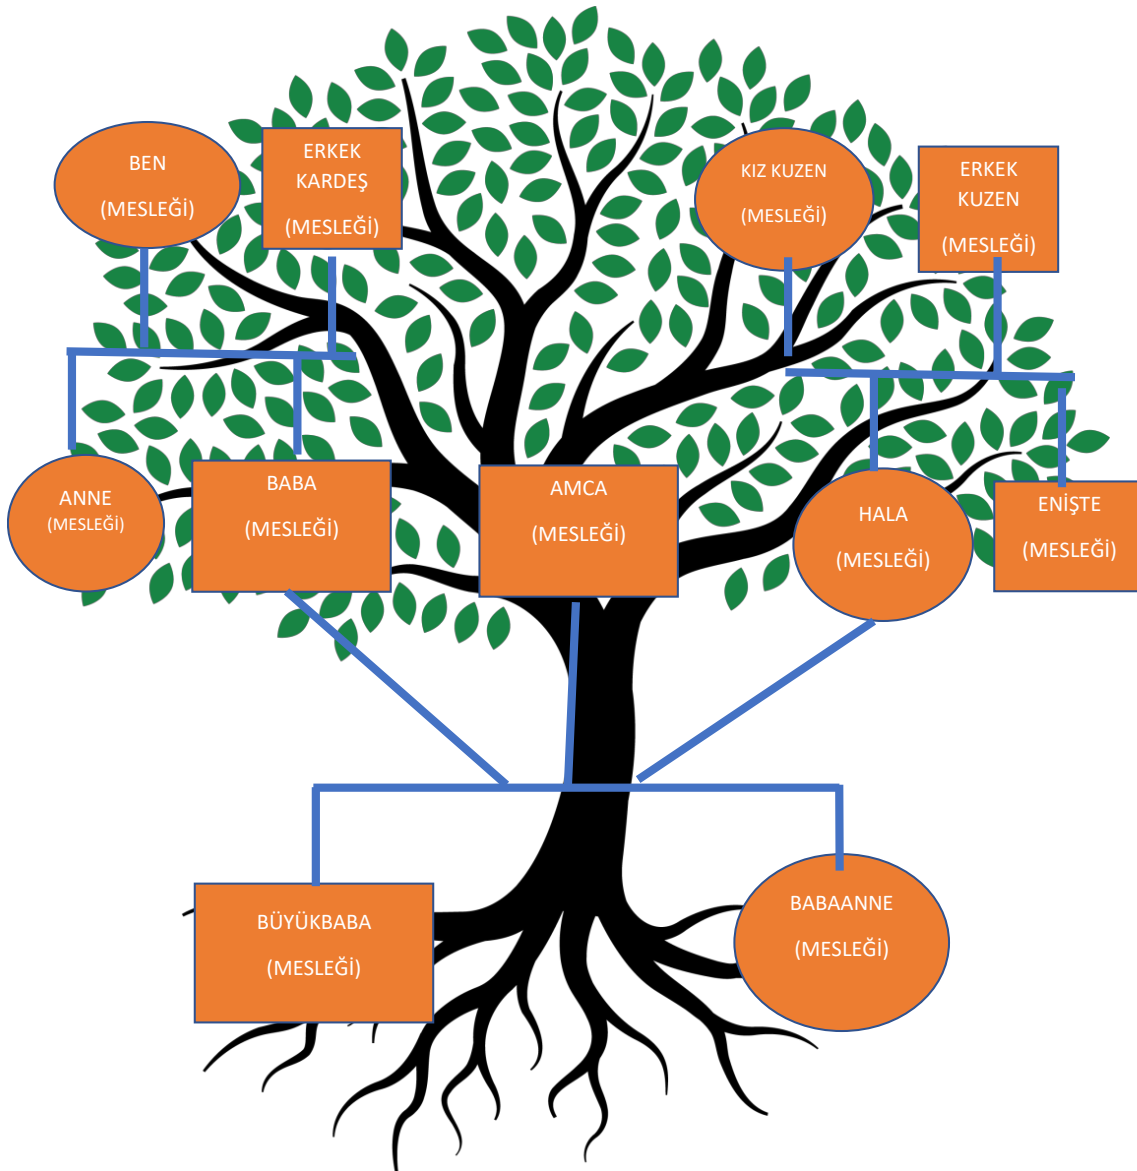 BEN
(MESLEĞİ)
ERKEK
KARDEŞ
(MESLEĞİ)
KIZ KUZEN
(MESLEĞİ)
ERKEK
KUZEN
(MESLEĞİ)
ANNE
(MESLEĞİ)
BABA
(MESLEĞİ)
AMCA
(MESLEĞİ)
HALA
(MESLEĞİ)
ENİŞTE
(MESLEĞİ)
BÜYÜKBABA
(MESLEĞİ)
BABAANNE
(MESLEĞİ)